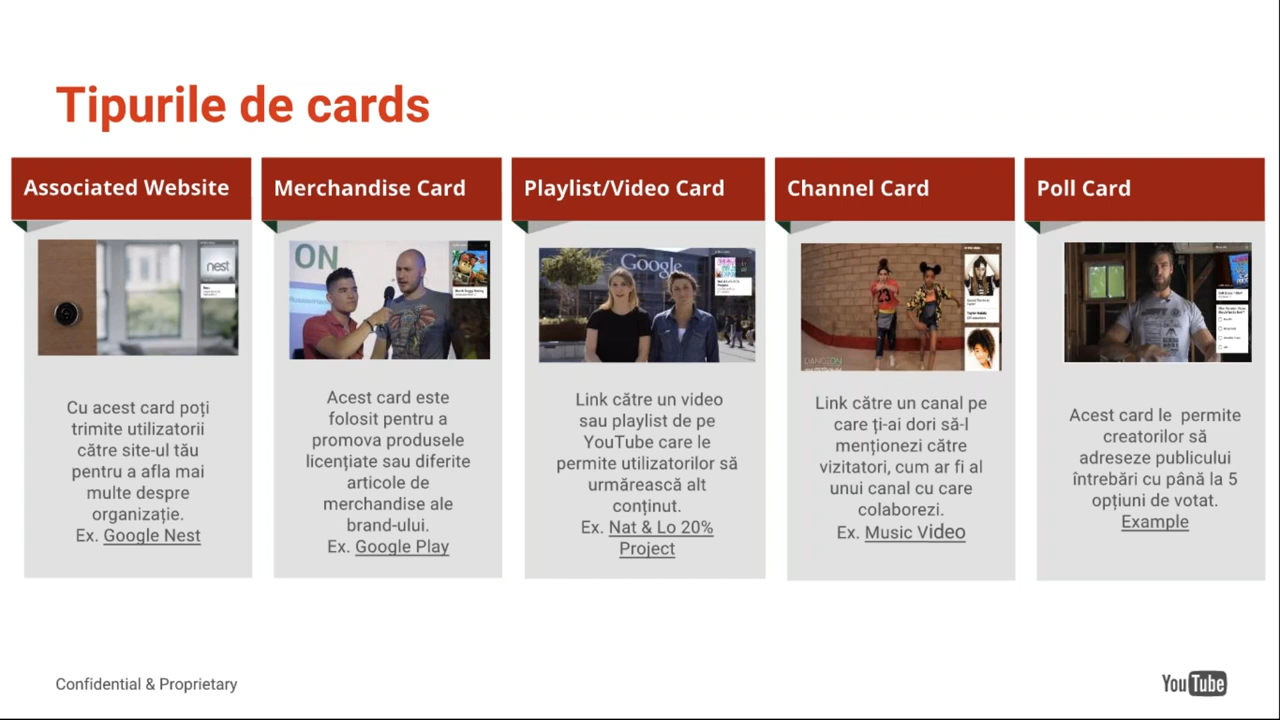 Tipurile de cards
Associated Website
Cu acest card poți
trimite utilizatorii
către site-ul tău
pentru a afla mai
multe despre
organizație.
Ex. Google Nest
Merchandise Card
ON
Acest card este
folosit pentru a
promova produsele
licențiate sau diferite
articole de
merchandise ale
brand-ului.
Ex. Google Play
Playlist/Video Card
Google
Link către un video
sau playlist de pe
YouTube care le
permite utilizatorilor să
urmărească alt
conținut.
Ex. Nat & Lo 20%
Project
Channel Card
23
Link către un canal pe
care ți-ai dori să-l
menționezi către
vizitatori, cum ar fi al
unui canal cu care
colaborezi.
Ex. Music Video
Poll Card
Acest card le  permite
creatorilor să
adreseze publicului
întrebări cu până la 5
opțiuni de votat.
Example
nest
Confidential & Proprietary
YouTube